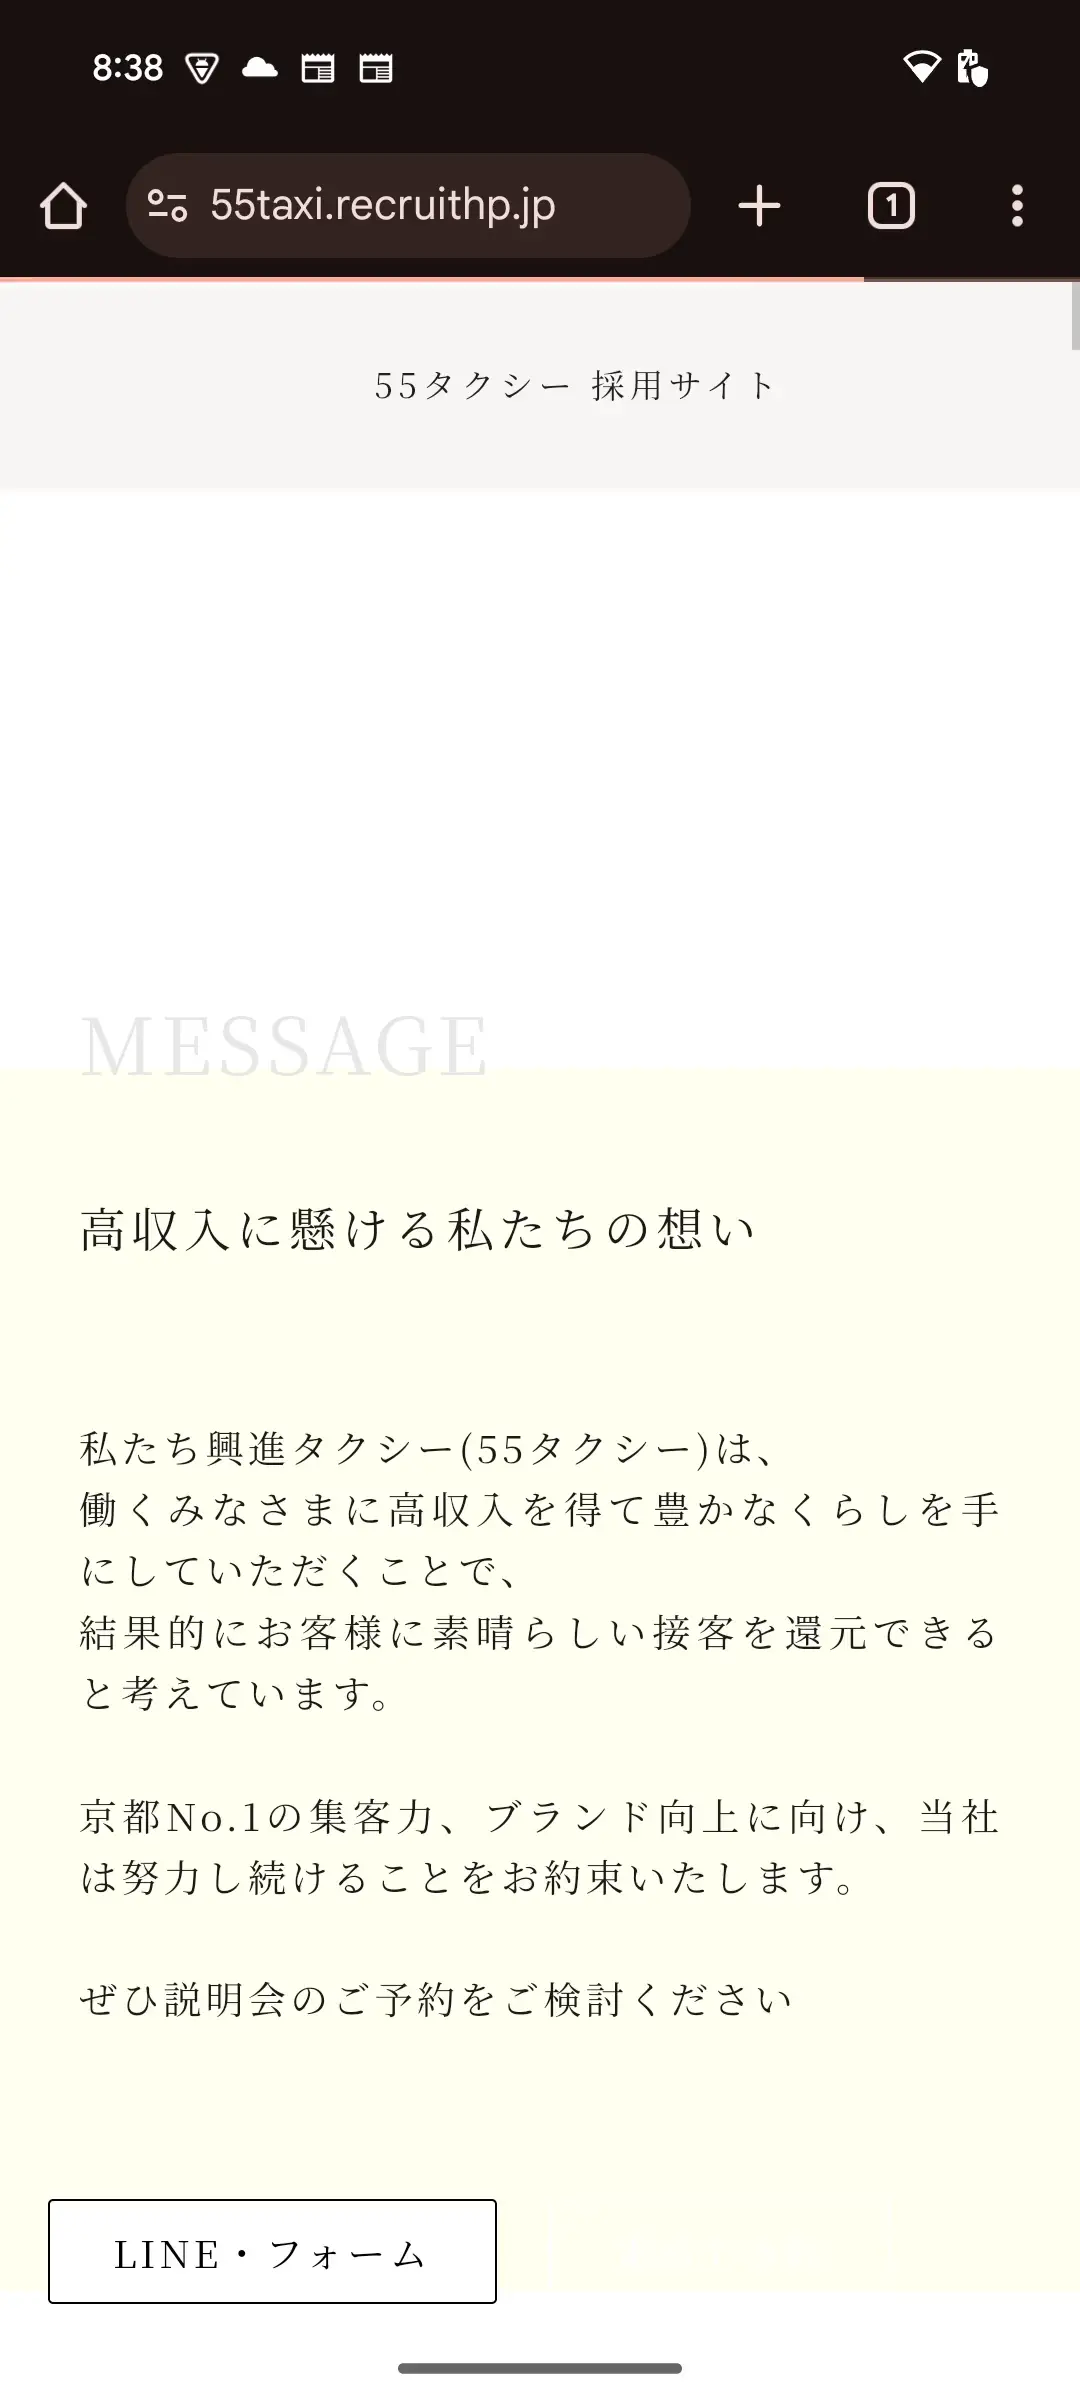 8:38
55taxi.recruithp.jp
1
55タクシー 採用サイト
MESSAGE
高収入に懸ける私たちの想い
私たち興進タクシー(55タクシー)は、
働くみなさまに高収入を得て豊かなくらしを手
にしていただくことで、
結果的にお客様に素晴らしい接客を還元できる
と考えています。
京都No.1の集客力、ブランド向上に向け、当社
は努力し続けることをお約束いたします。
ぜひ説明会のご予約をご検討ください
LINE・フォーム